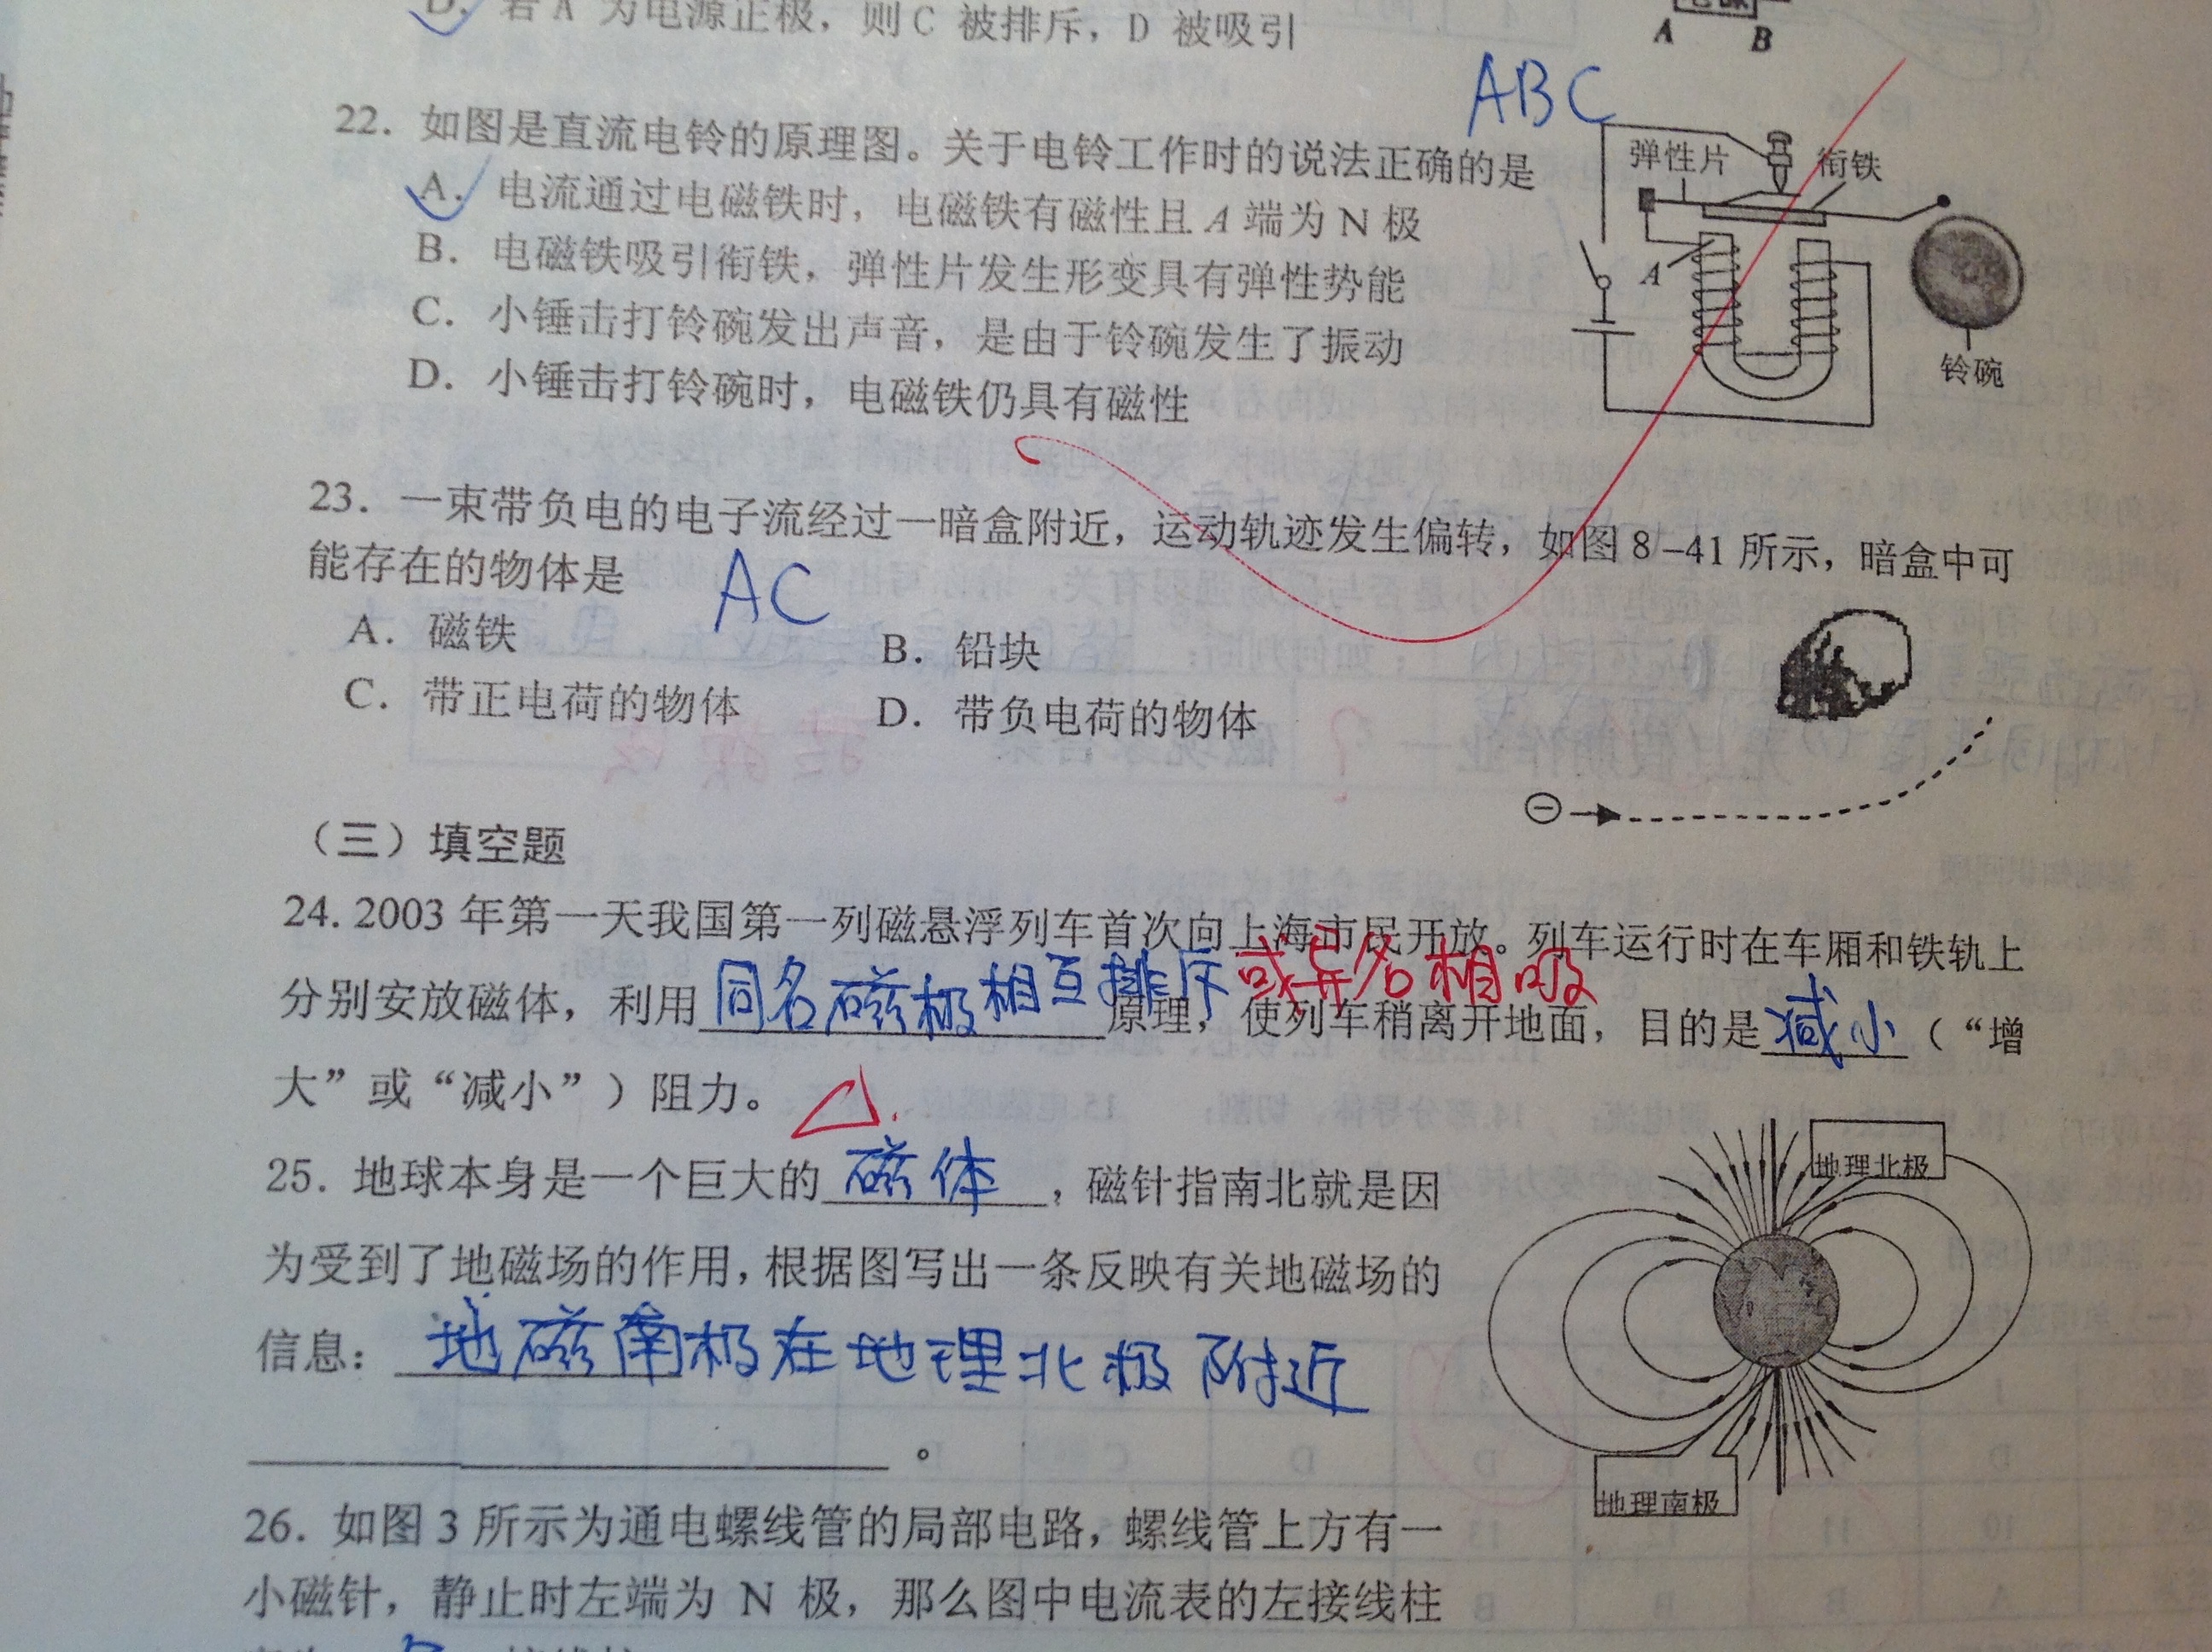 D. 若 A 为电源正极，则 C 被排斥，D 被吸引
A B
ABC
22. 如图是直流电铃的原理图。关于电铃工作时的说法正确的是
A. 电流通过电磁铁时，电磁铁有磁性且 A 端为 N 极
B. 电磁铁吸引衔铁，弹性片发生形变具有弹性势能
C. 小锤击打铃碗发出声音，是由于铃碗发生了振动
D. 小锤击打铃碗时，电磁铁仍具有磁性
弹性片 衔铁
A
铃碗
23. 一束带负电的电子流经过一暗盒附近，运动轨迹发生偏转，如图 8-41 所示，暗盒中可
能存在的物体是 AC
A. 磁铁 B. 铅块
C. 带正电荷的物体 D. 带负电荷的物体
（三）填空题
24. 2003 年第一天我国第一列磁悬浮列车首次向上海市民开放。列车运行时在车厢和铁轨上
分别安放磁体，利用同名磁极相互排斥或异名相吸原理，使列车稍离开地面，目的是减小（“增
大”或“减小”）阻力。
25. 地球本身是一个巨大的磁体，磁针指南北就是因
为受到了地磁场的作用，根据图写出一条反映有关地磁场的
信息：地磁南极在地理北极附近
。
地理北极
地理南极
26. 如图 3 所示为通电螺线管的局部电路，螺线管上方有一
小磁针，静止时左端为 N 极，那么图中电流表的左接线柱